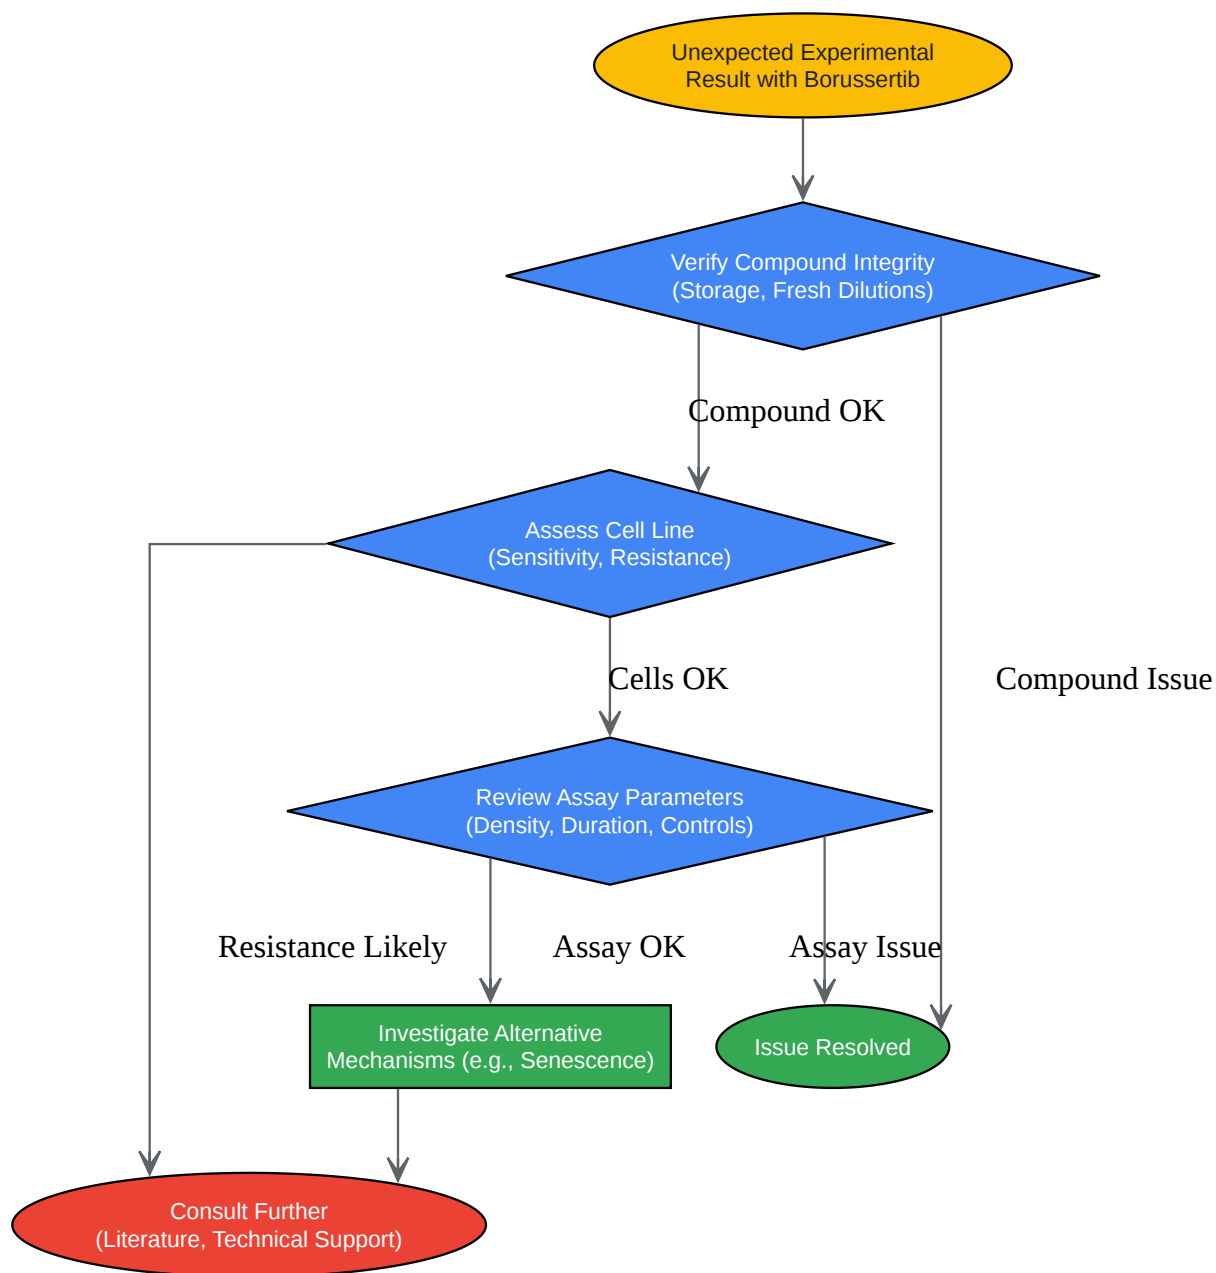 Unexpected Experimental
Result with Borussertib
Verify Compound Integrity
(Storage, Fresh Dilutions)
Compound OK
Assess Cell Line
(Sensitivity, Resistance)
Cells OK
Compound Issue
Review Assay Parameters
(Density, Duration, Controls)
Resistance Likely
Assay OK
Assay Issue
Investigate Alternative
Mechanisms (e.g., Senescence)
Issue Resolved
Consult Further
(Literature, Technical Support)